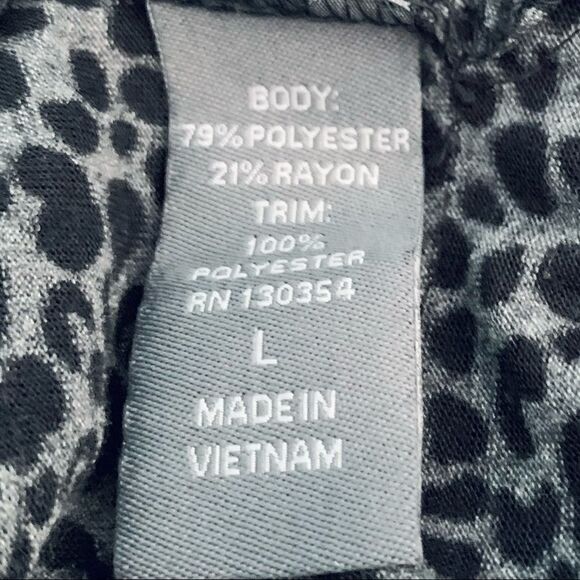 BODY:
79% POLYESTER
21% RAYON
TRIM:
100%
POLYESTER
RN 130354
L
MADE IN
VIETNAM